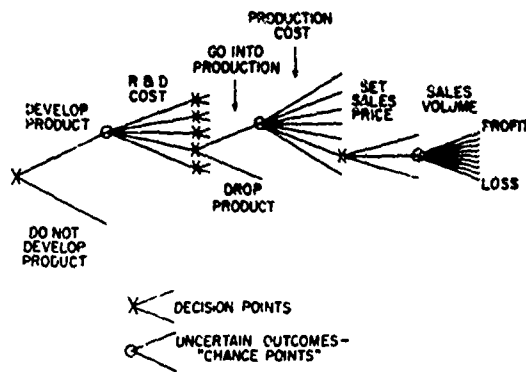 PRODUCTION
COST
GO INTO
PRODUCTION
R & D
COST
DEVELOP
PRODUCT
SET
SALES
PRICE
SALES
VOLUME
PROFIT
LOSS
DROP
PRODUCT
DO NOT
DEVELOP
PRODUCT
DECISION POINTS
UNCERTAIN OUTCOMES-
"CHANCE POINTS"